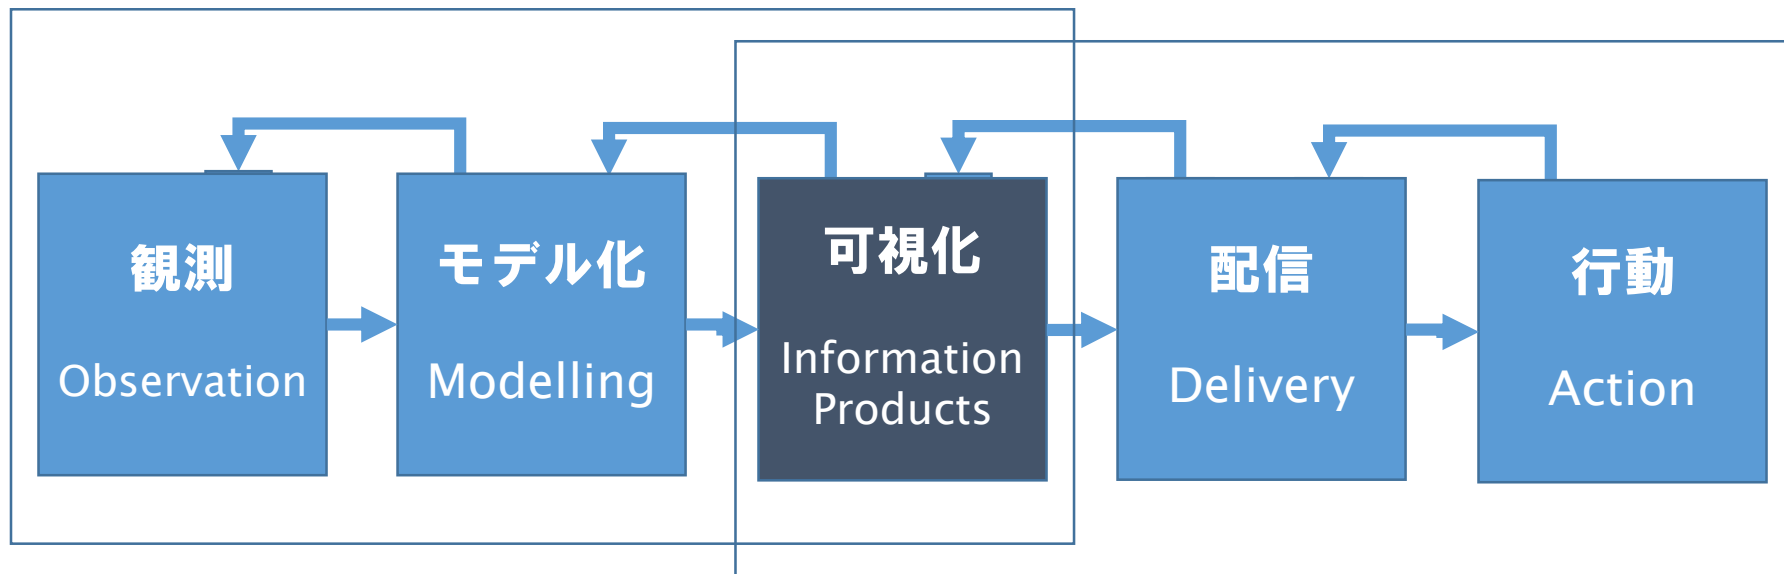 観測
Observation
モデル化
Modelling
可視化
Information
Products
配信
Delivery
行動
Action